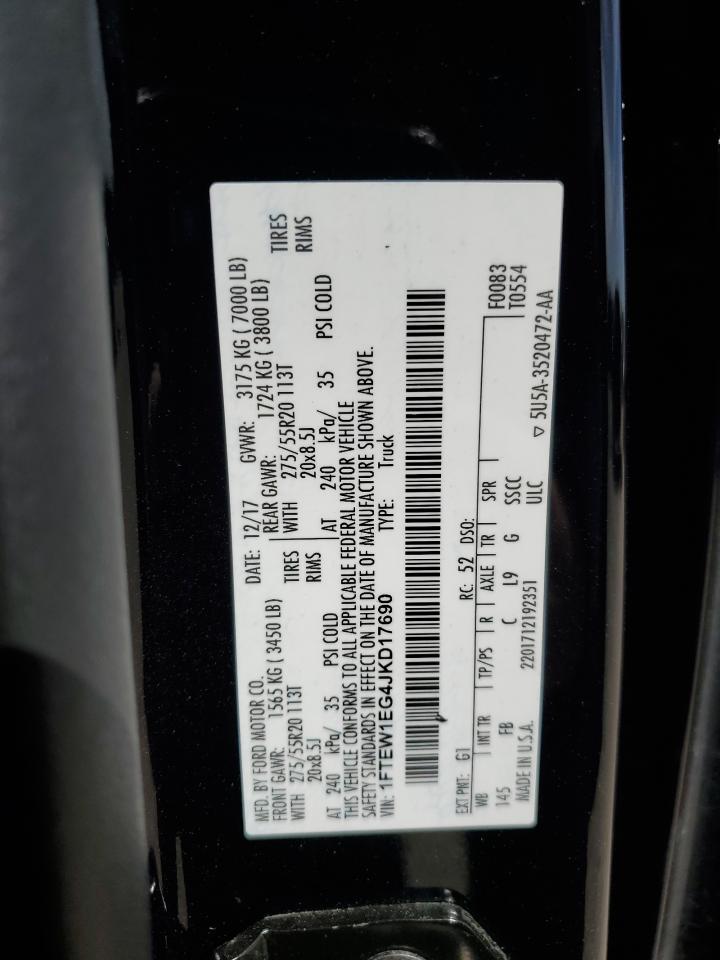 MFD. BY FORD MOTOR CO. DATE: 12/17 GVWR: 3175 KG ( 7000 LB)
FRONT GAWR: 1565 KG ( 3450 LB) REAR GAWR: 1724 KG ( 3800 LB)
WITH 275/55R20 113T TIRES WITH 275/55R20 113T TIRES
20x8.5J RIMS 20x8.5J RIMS
AT 240 kPa/ 35 PSI COLD AT 240 kPa/ 35 PSI COLD
THIS VEHICLE CONFORMS TO ALL APPLICABLE FEDERAL MOTOR VEHICLE
SAFETY STANDARDS IN EFFECT ON THE DATE OF MANUFACTURE SHOWN ABOVE.
VIN: 1FTEW1EG4JKD17690 TYPE: Truck
EXT PNT: G1 RC: 52 DSO:
WB INT TR TP/PS R AXLE TR SPR F0083
145 FB C L9 G SSCC T0554
MADE IN U.S.A. 2201712192351 ULC
▽ 5U5A-3520472-AA